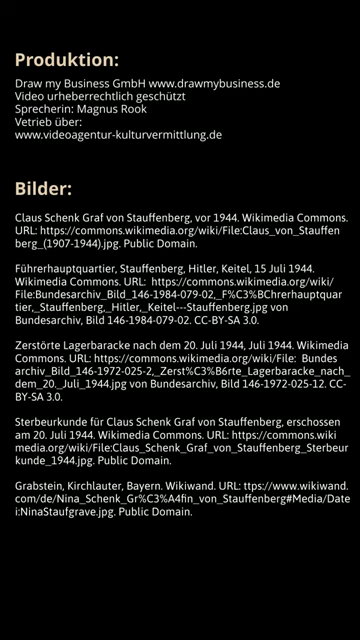 Produktion:
Draw my Business GmbH www.drawmybusiness.de
Video urheberrechtlich geschützt
Sprecherin: Magnus Rook
Vetrieb über:
www.videoagentur-kulturvermittlung.de
Bilder:
Claus Schenk Graf von Stauffenberg, vor 1944. Wikimedia Commons.
URL: https://commons.wikimedia.org/wiki/File:Claus_von_Stauffen
berg_(1907-1944).jpg. Public Domain.
Führerhauptquartier, Stauffenberg, Hitler, Keitel, 15 Juli 1944.
Wikimedia Commons. URL: https://commons.wikimedia.org/wiki/
File:Bundesarchiv_Bild_146-1984-079-02,_F%C3%BChrerhauptquar
tier,_Stauffenberg,_Hitler,_Keitel---Stauffenberg.jpg von
Bundesarchiv, Bild 146-1984-079-02. CC-BY-SA 3.0.
Zerstörte Lagerbaracke nach dem 20. Juli 1944, Juli 1944. Wikimedia
Commons. URL: https://commons.wikimedia.org/wiki/File: Bundes
archiv_Bild_146-1972-025-2,_Zerst%C3%B6rte_Lagerbaracke_nach_
dem_20._Juli_1944.jpg von Bundesarchiv, Bild 146-1972-025-12. CC-
BY-SA 3.0.
Sterbeurkunde für Claus Schenk Graf von Stauffenberg, erschossen
am 20. Juli 1944. Wikimedia Commons. URL: https://commons.wiki
media.org/wiki/File:Claus_Schenk_Graf_von_Stauffenberg_Sterbeur
kunde_1944.jpg. Public Domain.
Grabstein, Kirchlauter, Bayern. Wikiwand. URL: ttps://www.wikiwand.
com/de/Nina_Schenk_Gr%C3%A4fin_von_Stauffenberg#Media/Date
i:NinaStaufgrave.jpg. Public Domain.